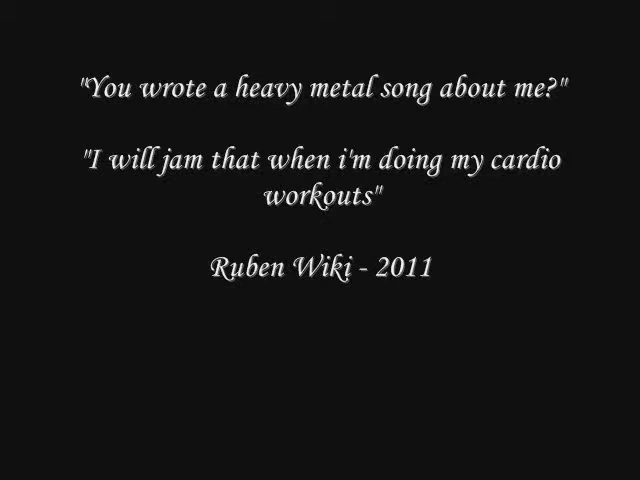 "You wrote a heavy metal song about me?"
"I will jam that when i'm doing my cardio
workouts"
Ruben Wiki - 2011